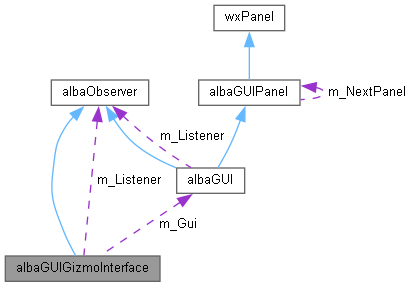 wxPanel
albaObserver
albaGUIPanel
m_NextPanel
m_Listener
m_Listener
albaGUI
m_Gui
albaGUIGizmoInterface